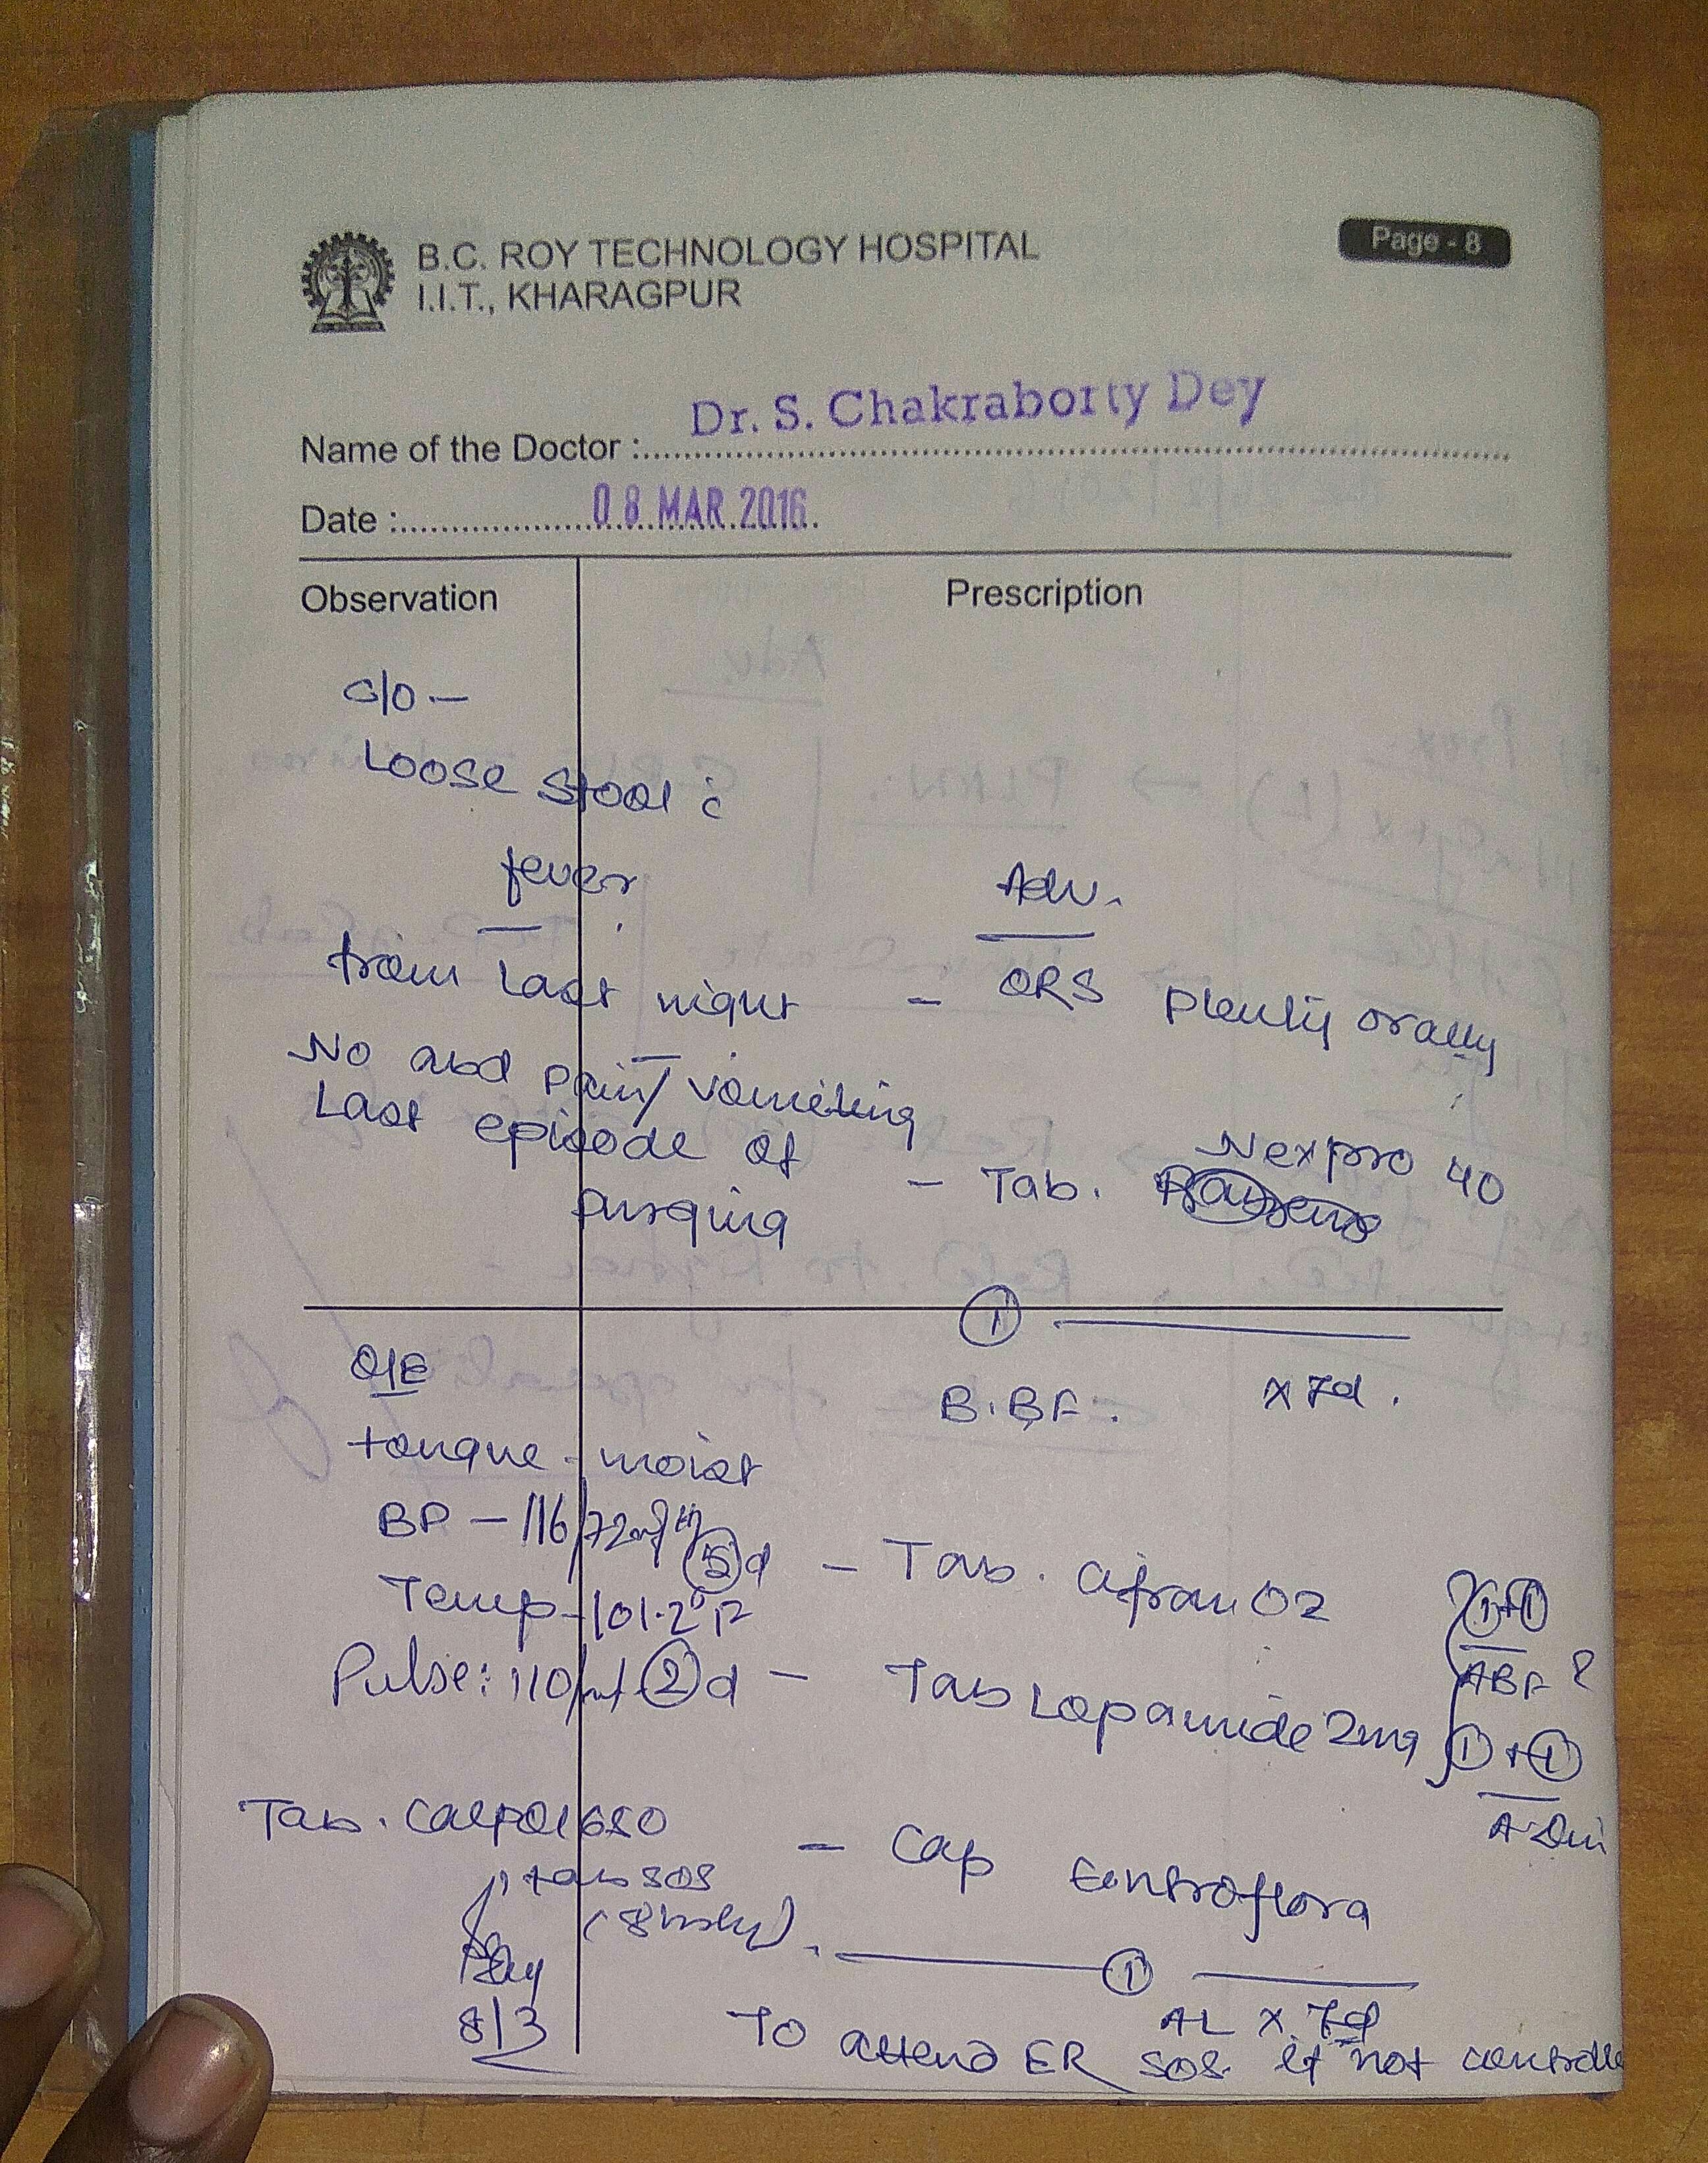 B.C. ROY TECHNOLOGY HOSPITAL
I.I.T., KHARAGPUR
Page - 8
Name of the Doctor : Dr. S. Chakraborty Dey
Date : 08 MAR 2016
Observation
Prescription
C/O —
Loose Stool c̄
fever
from Last night
No abd pain/ vomiting
Last episode of
purging
Adv.
- ORS Plenty orally
- Tab. Nexpro 40
①
B.BF. x 7d.
O/E
tongue - moist
BP - 116/72
Temp - 101.2°F
Pulse: 110/mt
Tab. Calpol 650
1 tab SOS
(8 hrly).
8/3
⑤d - Tab. Cifran OZ
②d - Tab Lopamide 2mg
①+①
ABF &
①+①
A-Din
- Cap Entroflora
①
AL x 7d
To attend ER SOS if not controlle